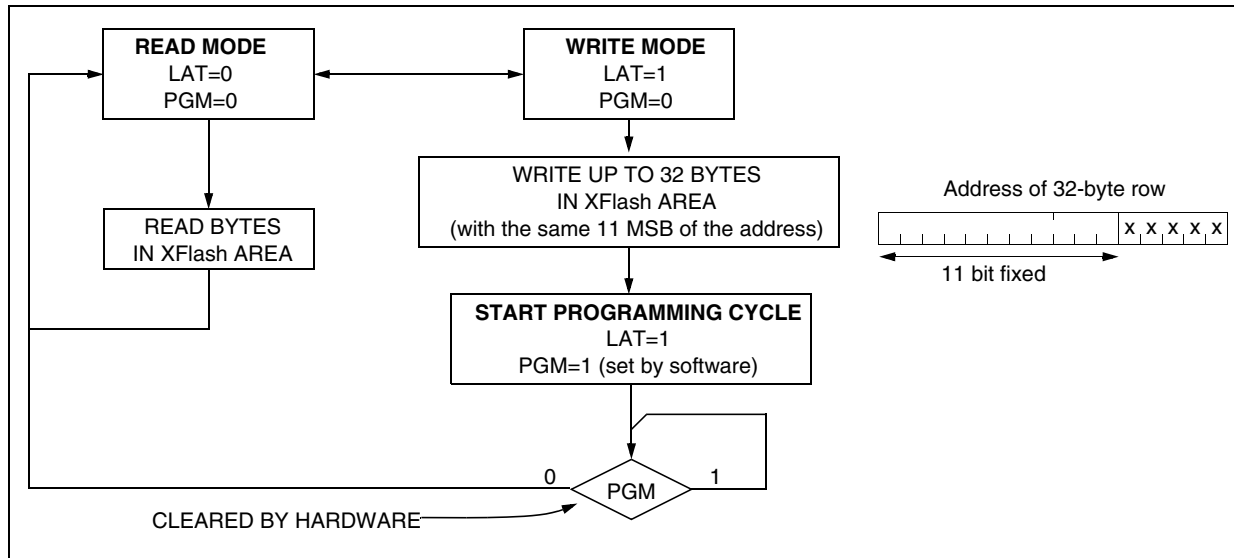 READ MODE
LAT=0
PGM=0
WRITE MODE
LAT=1
PGM=0
READ BYTES
IN XFlash AREA
WRITE UP TO 32 BYTES
IN XFlash AREA
(with the same 11 MSB of the address)
Address of 32-byte row
x x x x x
11 bit fixed
START PROGRAMMING CYCLE
LAT=1
PGM=1 (set by software)
0
1
PGM
CLEARED BY HARDWARE